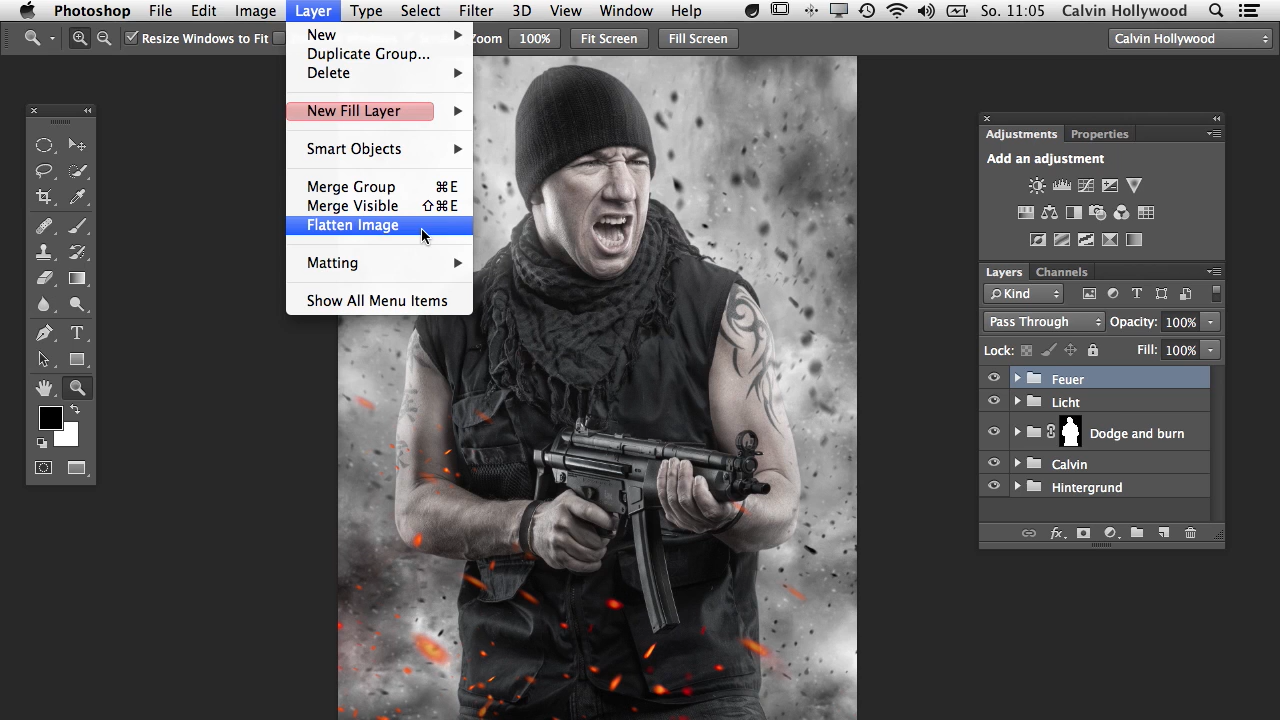 Photoshop File Edit Image Layer Type Select Filter 3D View Window Help So. 11:05 Calvin Hollywood
Resize Windows to Fit Zoom 100% Fit Screen Fill Screen Calvin Hollywood
New
Duplicate Group...
Delete
New Fill Layer
Smart Objects
Merge Group ⌘E
Merge Visible ⇧⌘E
Flatten Image
Matting
Show All Menu Items
Adjustments Properties
Add an adjustment
Layers Channels
Kind
Pass Through Opacity: 100%
Lock: Fill: 100%
Feuer
Licht
Dodge and burn
Calvin
Hintergrund